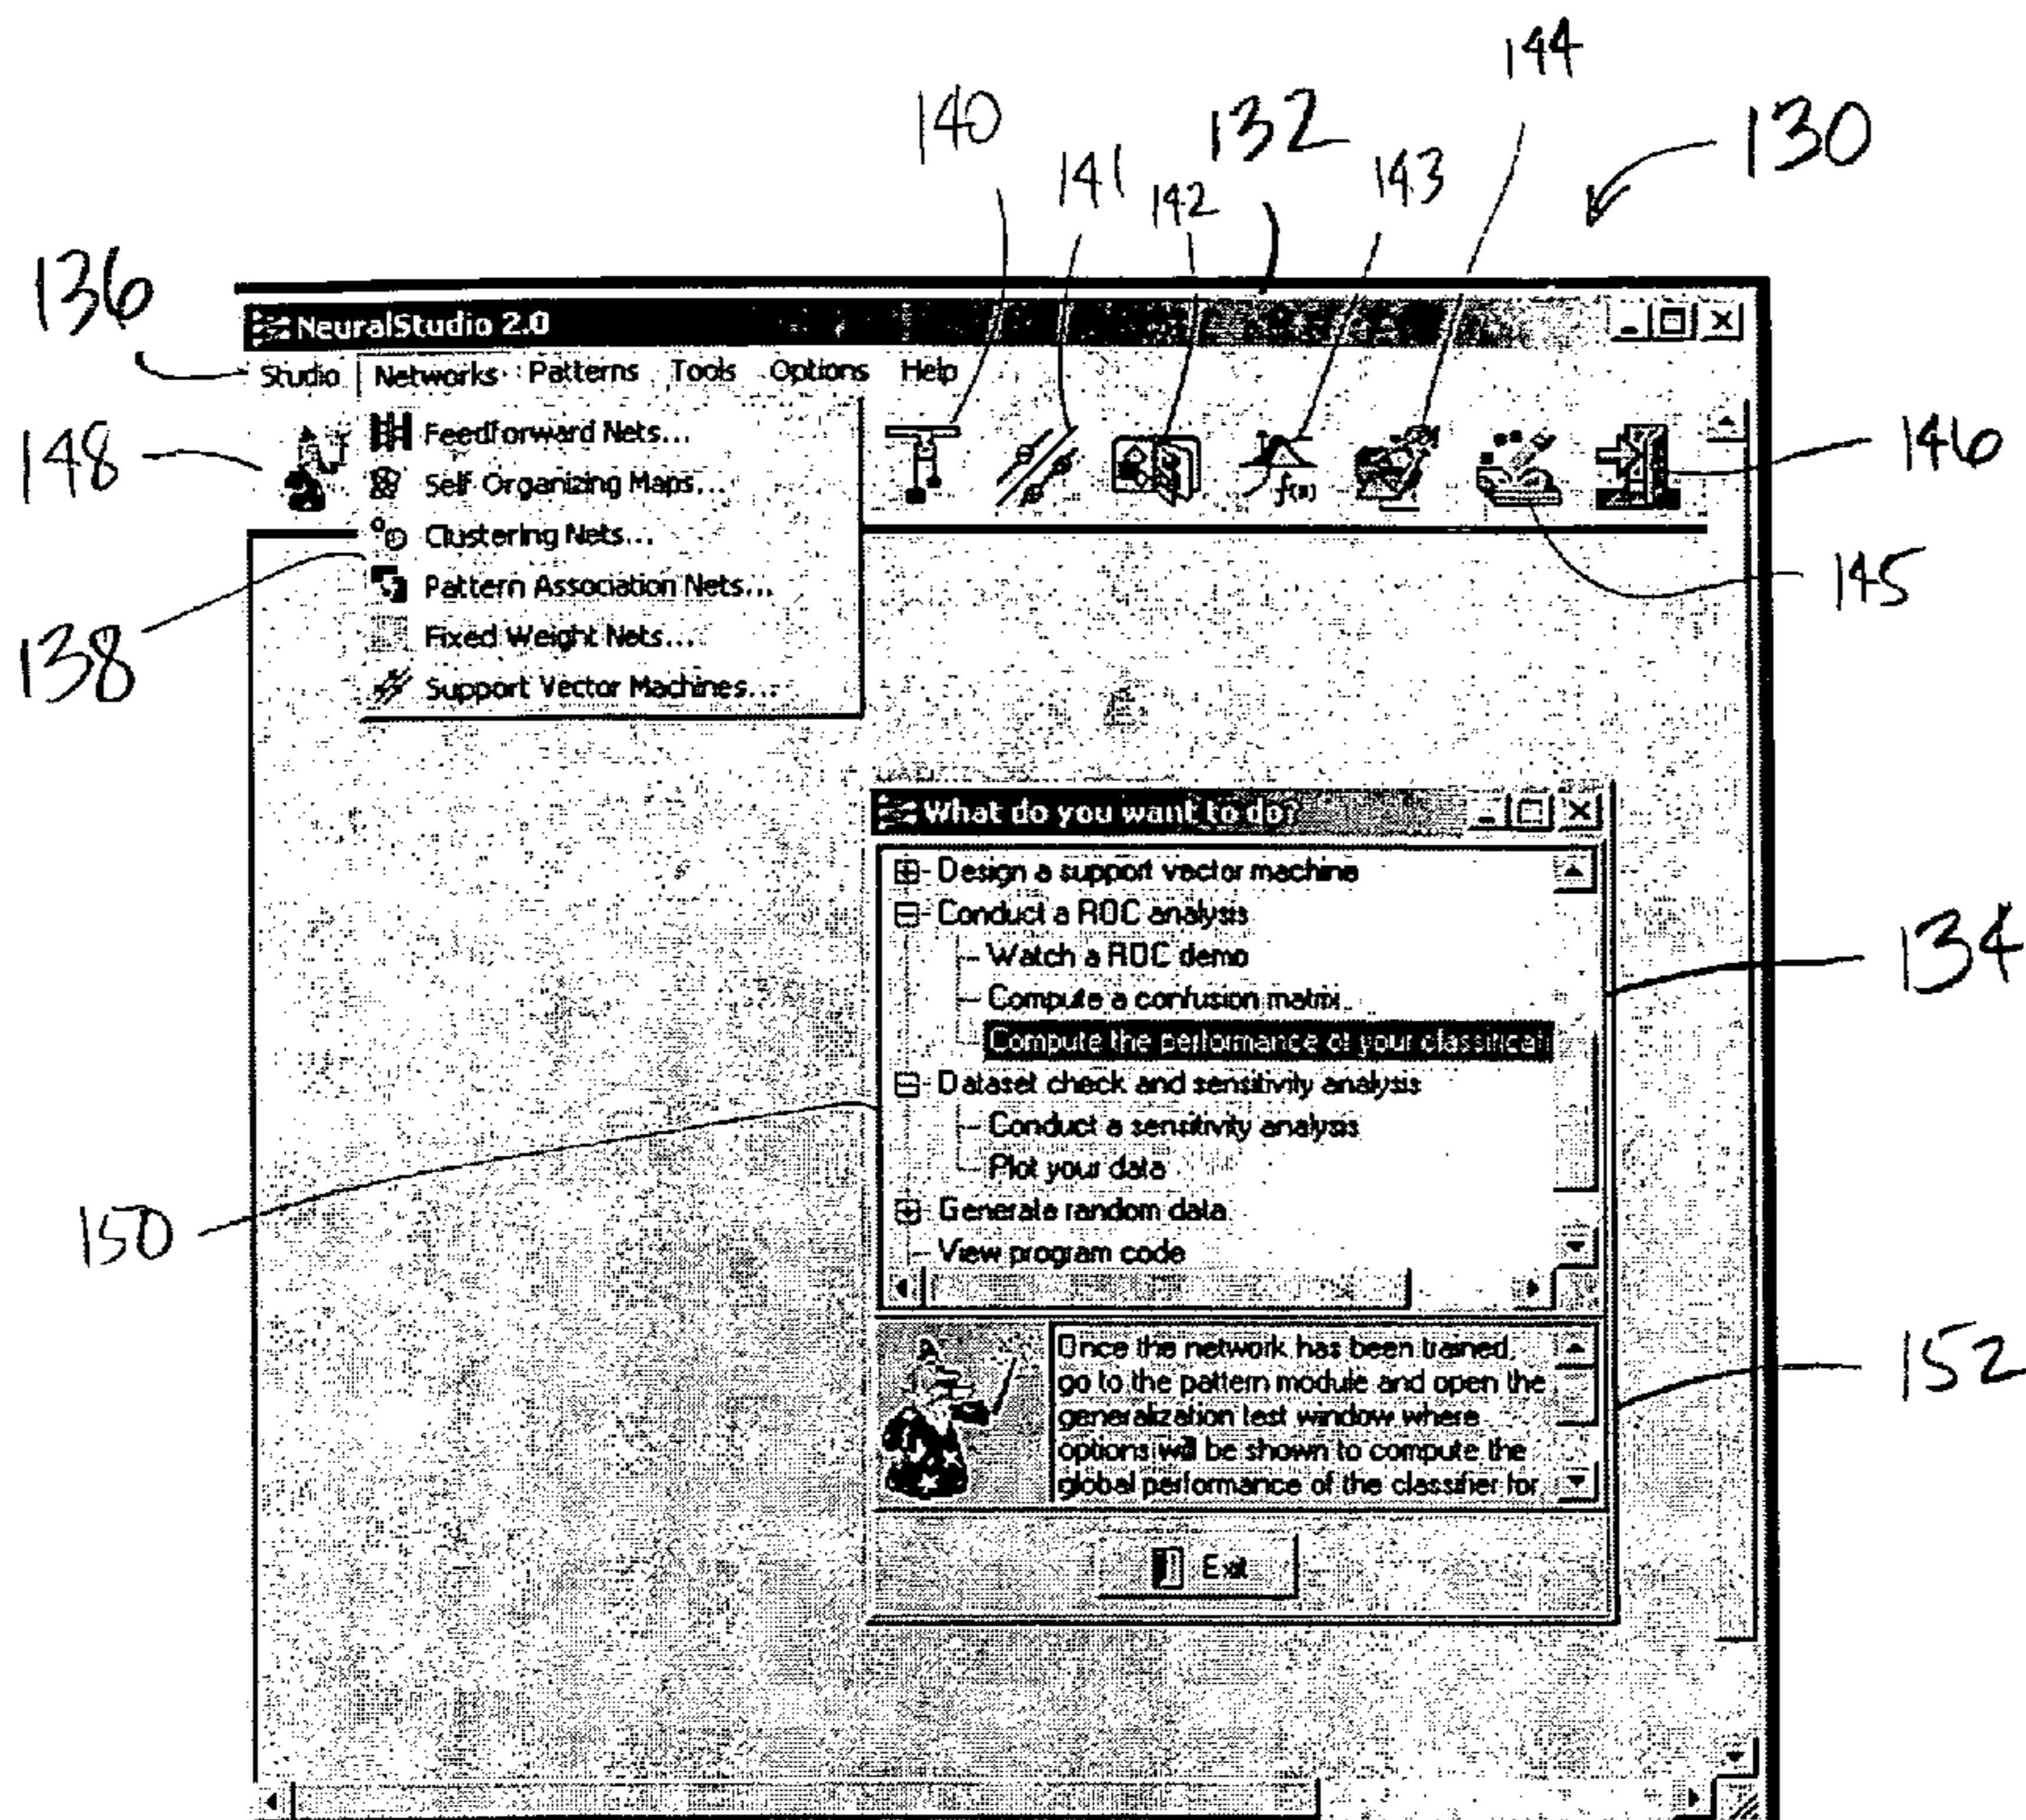 144
140
132
130
141
143
142
136
NeuralStudio 2.0
Studio Networks Patterns Tools Options Help
148
Feedforward Nets...
146
Self Organizing Maps...
f(x)
Clustering Nets...
145
Pattern Association Nets...
138
Fixed Weight Nets...
Support Vector Machines...
What do you want to do?
Design a support vector machine
Conduct a ROC analysis
134
Watch a ROC demo
Compute a confusion matrix
Compute the performance of your classificat
Dataset check and sensitivity analysis
Conduct a sensitivity analysis
Plot your data
150
Generate random data
View program code
Once the network has been trained,
go to the pattern module and open the
152
generalization test window where
options will be shown to compute the
global performance of the classifier for
Exit